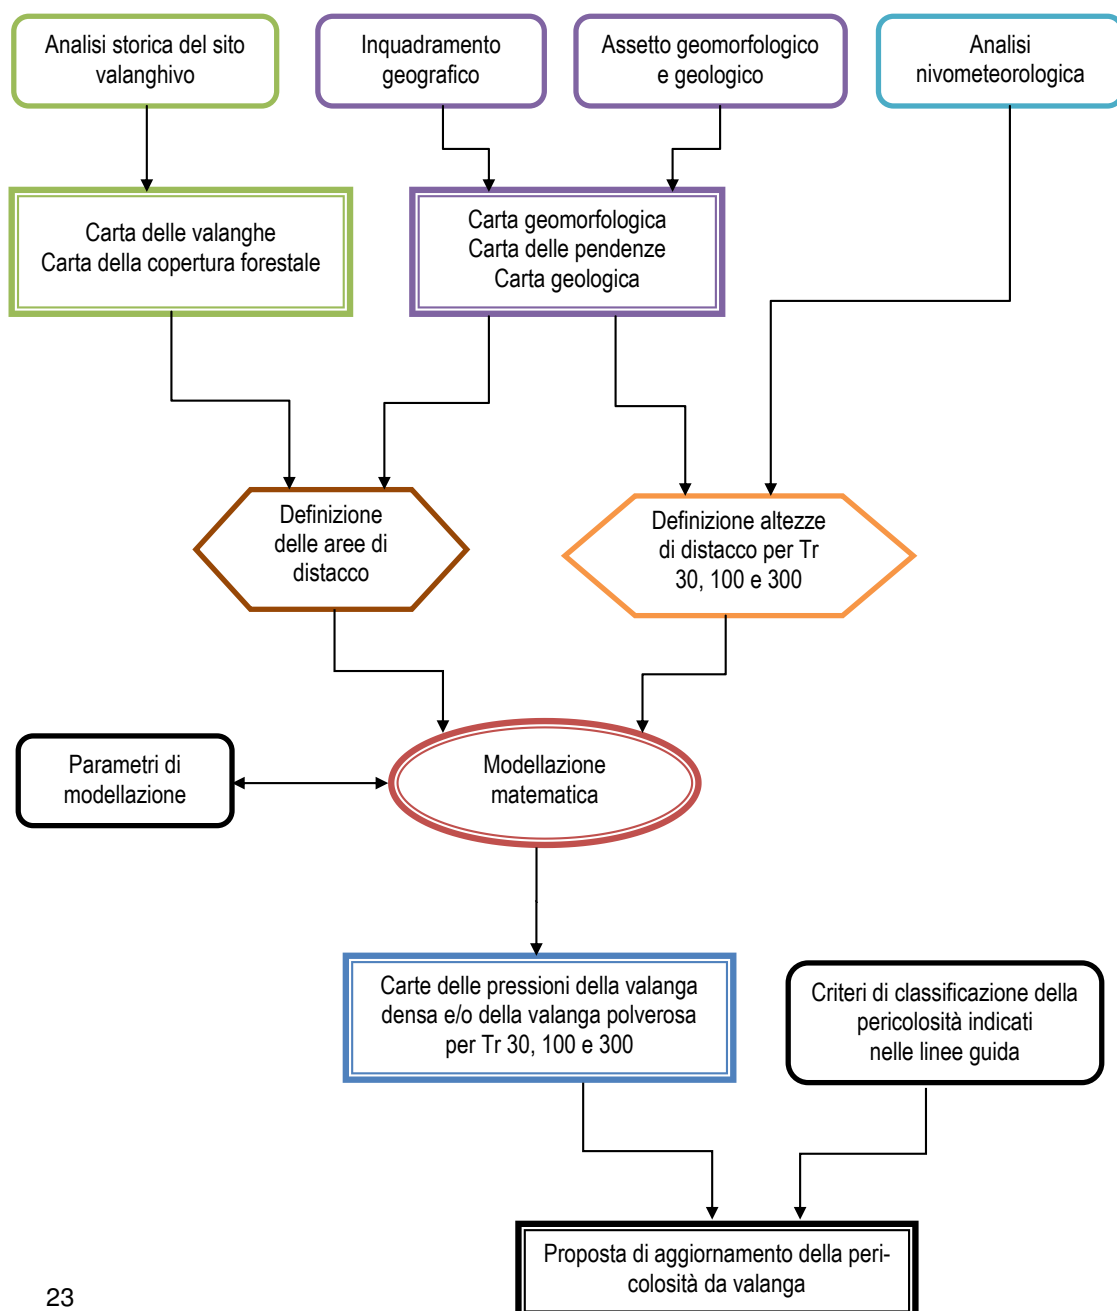 Analisi storica del sito
valanghivo
Inquadramento
geografico
Assetto geomorfologico
e geologico
Analisi
nivometeorologica
Carta delle valanghe
Carta della copertura forestale
Carta geomorfologica
Carta delle pendenze
Carta geologica
Definizione
delle aree di
distacco
Definizione altezze
di distacco per Tr
30, 100 e 300
Parametri di
modellazione
Modellazione
matematica
Carte delle pressioni della valanga
densa e/o della valanga polverosa
per Tr 30, 100 e 300
Criteri di classificazione della
pericolosità indicati
nelle linee guida
Proposta di aggiornamento della peri-
colosità da valanga
23